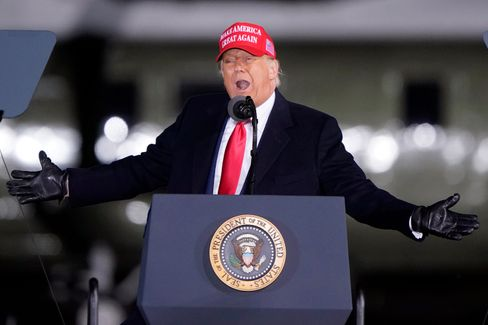 MAKE AMERICA
GREAT AGAIN
SEAL OF THE PRESIDENT OF THE UNITED STATES